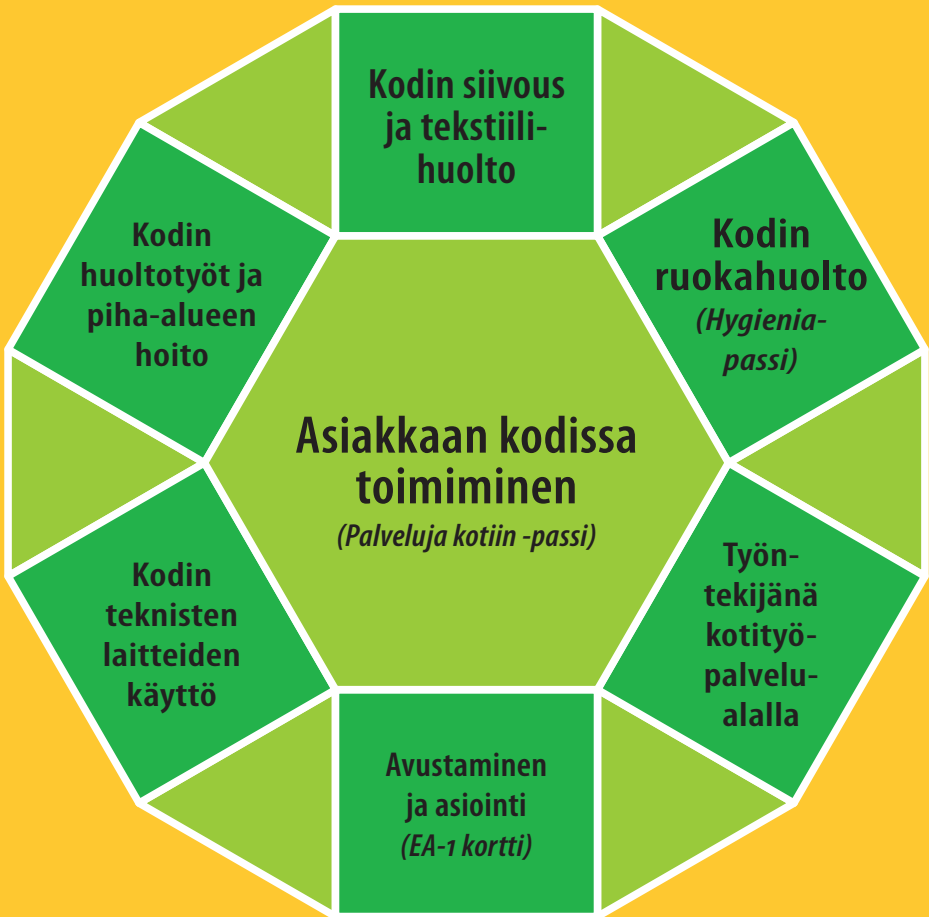 Kodin siivous
ja tekstiili-
huolto
Kodin
ruokahuolto
(Hygienia-
passi)
Työn-
tekijänä
kotityö-
palvelu-
alalla
Avustaminen
ja asiointi
(EA-1 kortti)
Kodin
teknisten
laitteiden
käyttö
Kodin
huoltotyöt ja
piha-alueen
hoito
Asiakkaan kodissa
toimiminen
(Palveluja kotiin -passi)